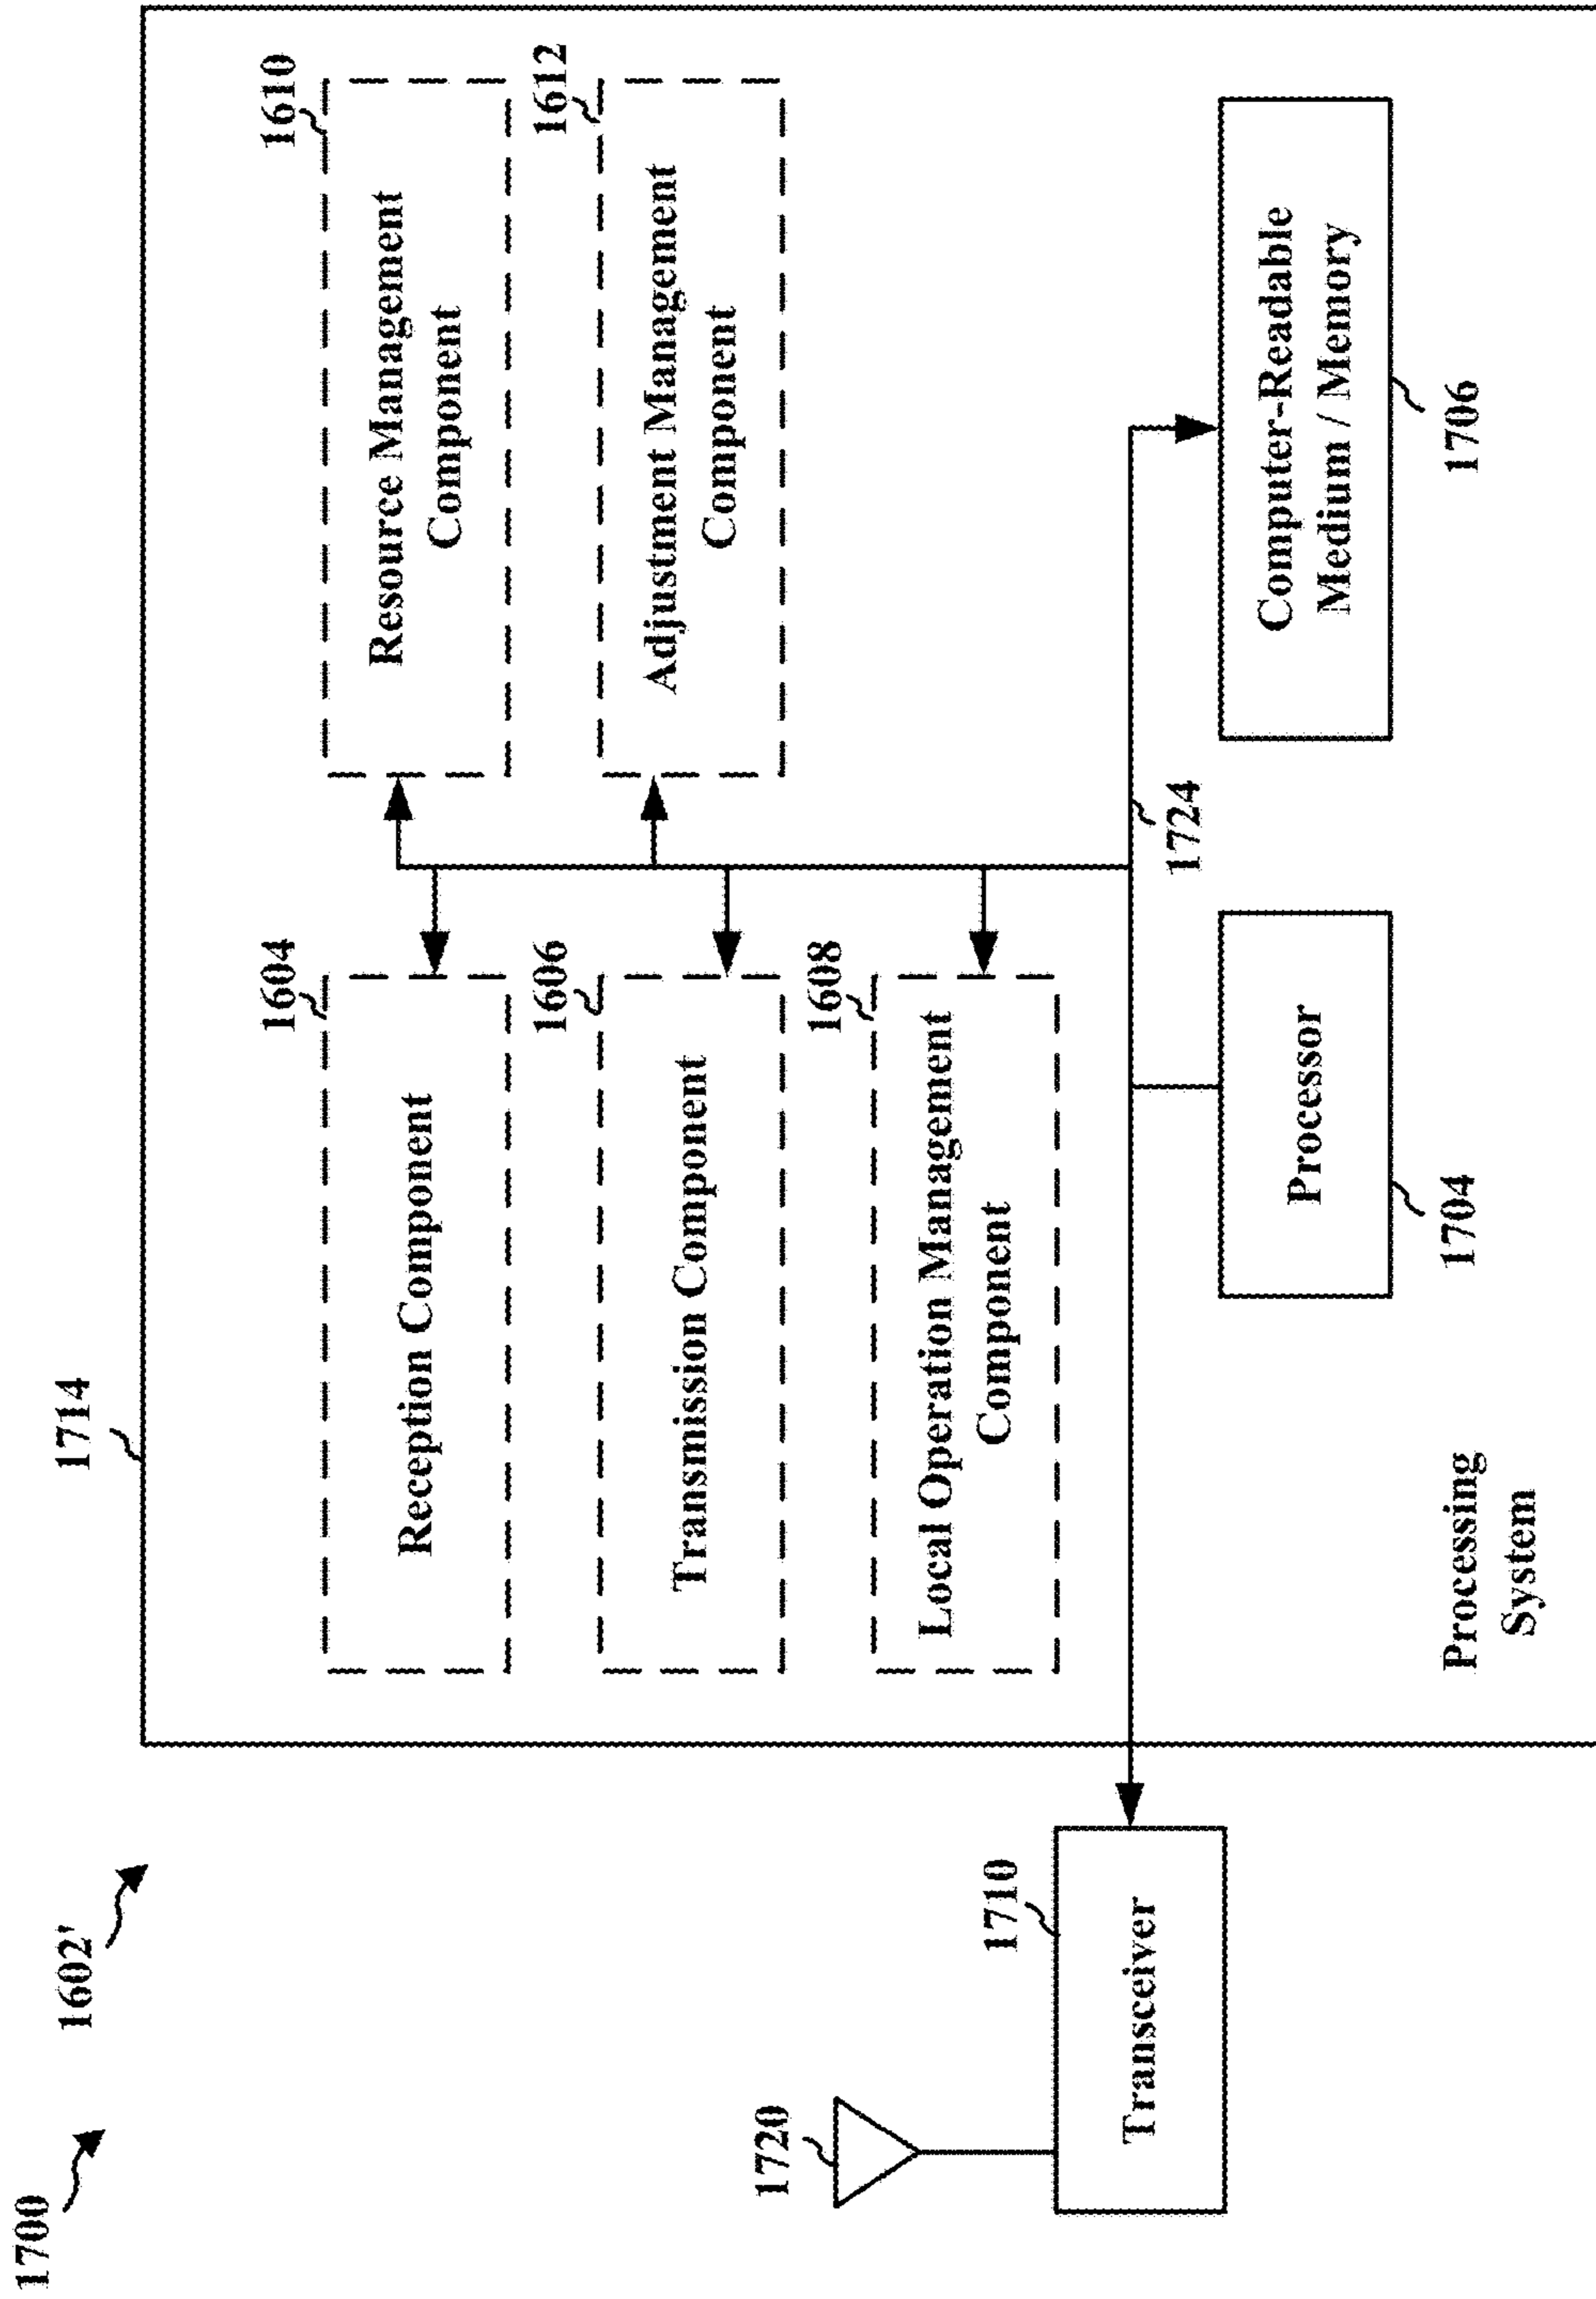 1700
1602'
1714
1604
Reception Component
1610
Resource Management
Component
1606
Transmission Component
1612
Adjustment Management
Component
1608
Local Operation Management
Component
1720
1710
Transceiver
1724
Processor
1704
Computer-Readable
Medium / Memory
1706
Processing
System